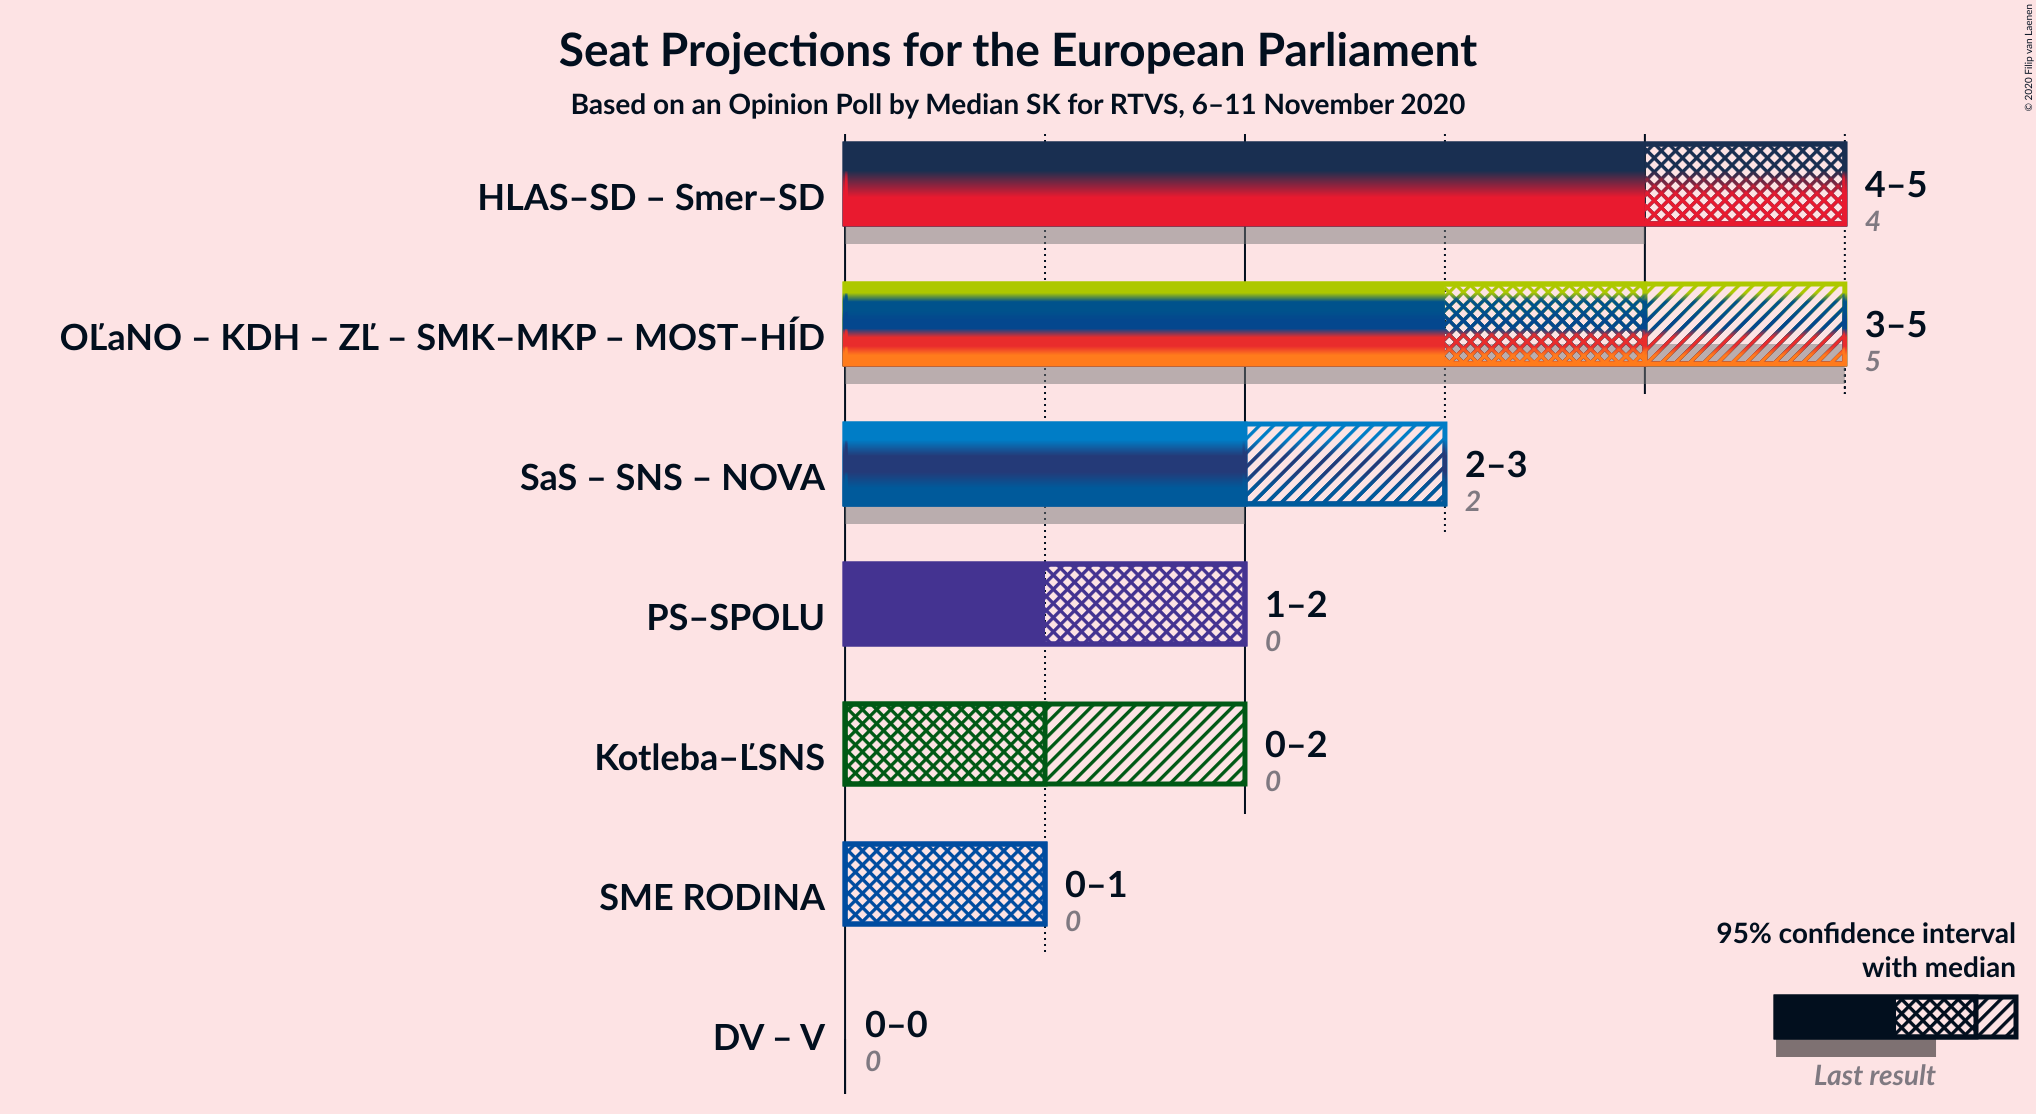 Seat Projections for the European Parliament
Based on an Opinion Poll by Median SK for RTVS, 6–11 November 2020
© 2020 Filip van Laenen
HLAS–SD – Smer–SD
4–5
4
OĽaNO – KDH – ZĽ – SMK–MKP – MOST–HÍD
3–5
5
SaS – SNS – NOVA
2–3
2
PS–SPOLU
1–2
0
Kotleba–ĽSNS
0–2
0
SME RODINA
0–1
0
DV – V
0–0
0
95% confidence interval
with median
Last result